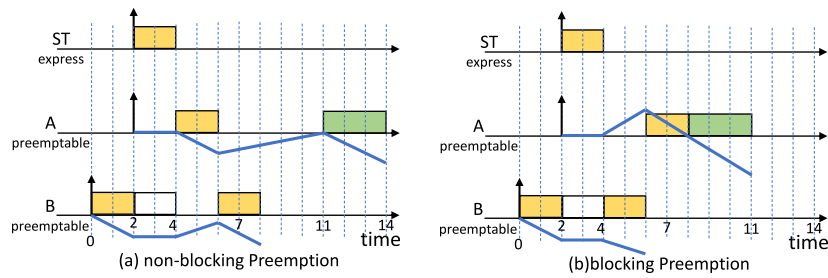 ST
express
A
preemptable
B
preemptable
0
2
4
7
11
14
time
(a) non-blocking Preemption
ST
express
A
preemptable
B
preemptable
0
2
4
7
11
14
time
(b)blocking Preemption